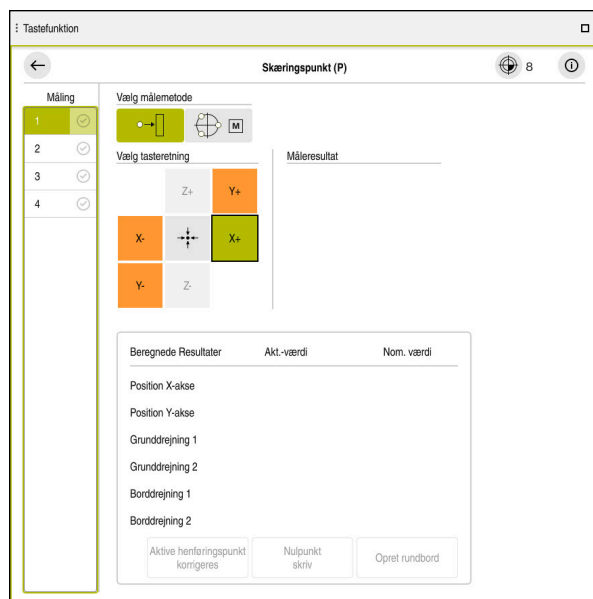 Tastefunktion
Skæringspunkt (P)
8
Måling
Vælg målemetode
1
M
2
Vælg tasteretning
Måleresultat
3
4
Z+
Y+
X-
X+
Y-
Z-
Beregnede Resultater
Akt.-værdi
Nom. værdi
Position X-akse
Position Y-akse
Grunddrejning 1
Grunddrejning 2
Borddrejning 1
Borddrejning 2
Aktive henføringspunkt
korrigeres
Nulpunkt
skriv
Opret rundbord